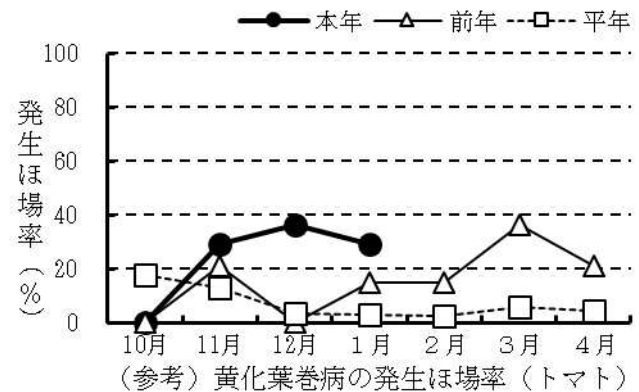 本年 前年 平年
100
80
60
40
20
0
発生ほ場率(%)
10月 11月 12月 1月 2月 3月 4月
(参考)黄化葉巻病の発生ほ場率(トマト)